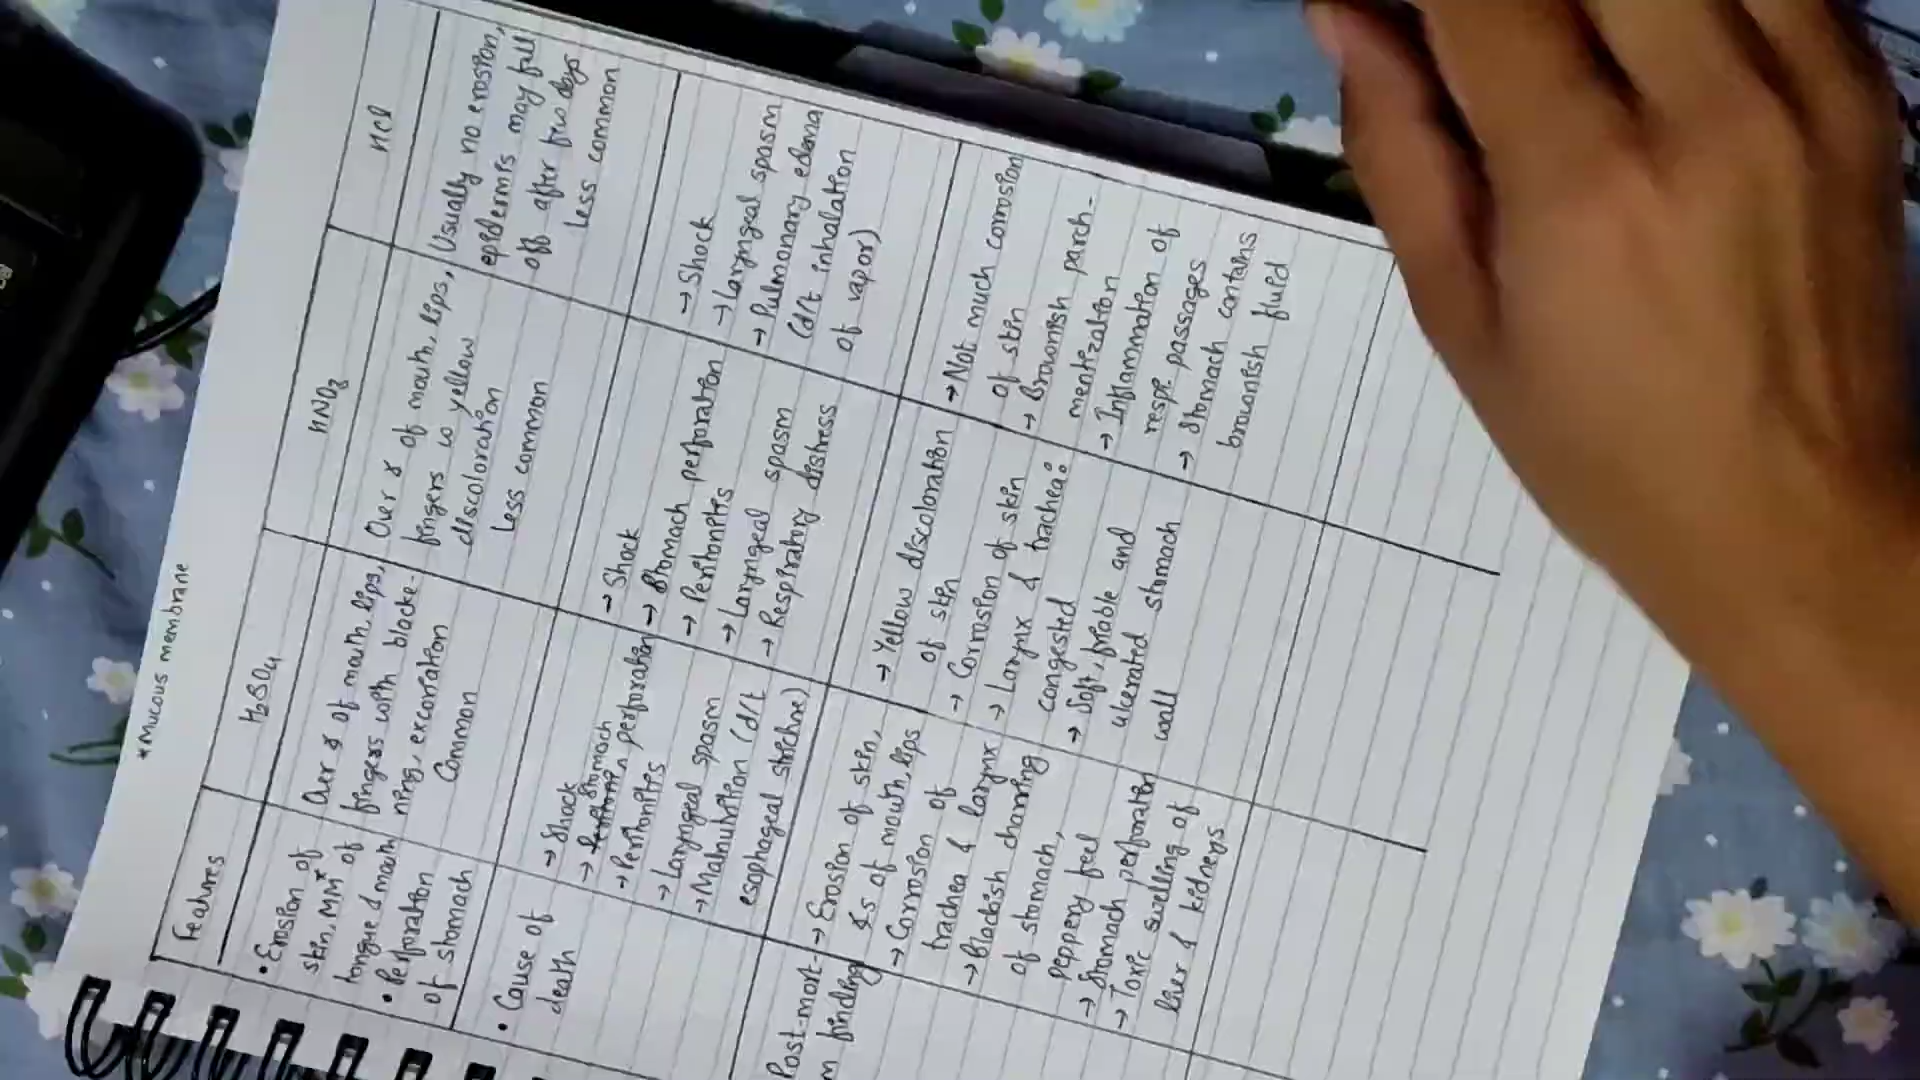 *Mucous membrane
Features
H₂SO₄
HNO₃
HCl
• Erosion of
skin, MM* of
tongue & mouth
• Perforation
of stomach
Over ∡ of mouth, lips,
fingers with blacke-
ning, excoriation
Common
Over ∡ of mouth, lips,
fingers w yellow
discoloration
Less common
Usually no erosion,
epidermis may fall
off after few days
Less common
• Cause of
death
→ Shock
Stomach
→ perforation
→ Peritonitis
→ Laryngeal spasm
→ Malnutrition (d/t
esophageal stricture)
→ Shock
→ Stomach perforation
→ Peritonitis
→ Laryngeal spasm
→ Respiratory distress
→ Shock
→ Laryngeal spasm
→ Pulmonary edema
(d/t inhalation
of vapor)
Post-mort-
m finding
→ Erosion of skin,
∡s of mouth, lips
→ Corrosion of
trachea & larynx
→ Blackish charring
of stomach,
peppery feel
→ Stomach perforation
→ Toxic swelling of
liver & kidneys
→ Yellow discoloration
of skin
→ Corrosion of skin
→ Larynx & trachea:
congested
→ Soft, friable and
ulcerated stomach
wall
→ Not much corrosion
of skin
→ Brownish parch-
mentization
→ Inflammation of
resp. passages
→ Stomach contains
brownish fluid